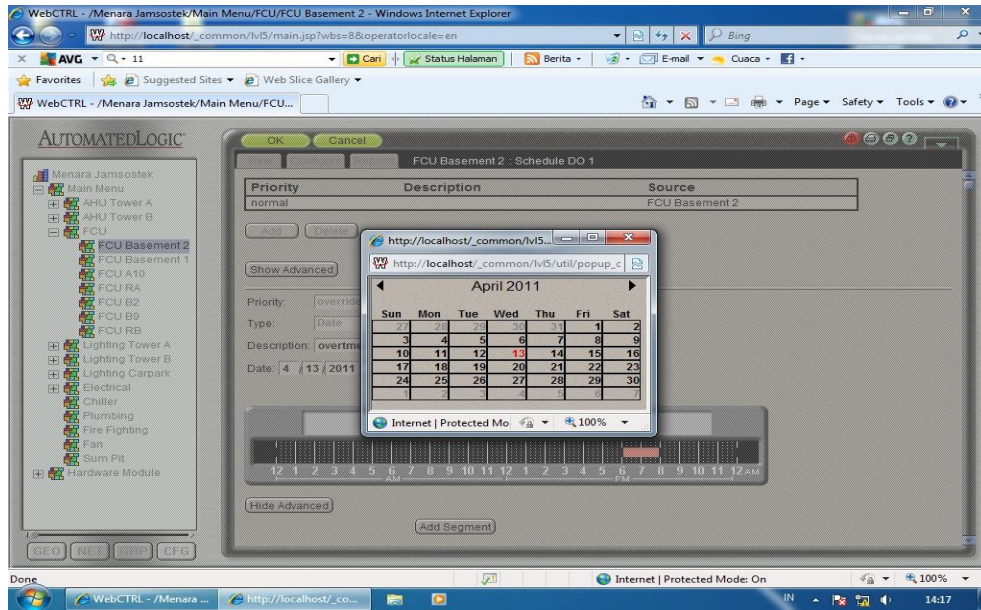 WebCTRL - /Menara Jamsostek/Main Menu/FCU/FCU Basement 2 - Windows Internet Explorer
http://localhost/_common/lvl5/main.jsp?wbs=8&operatorlocale=en
Bing
AVG 11 Cari Status Halaman Berita E-mail Cuaca
Favorites Suggested Sites Web Slice Gallery
WebCTRL - /Menara Jamsostek/Main Menu/FCU... Page Safety Tools
AUTOMATEDLOGIC
OK Cancel
View Configure Reports FCU Basement 2 : Schedule DO 1
Menara Jamsostek
Main Menu
AHU Tower A
AHU Tower B
FCU
FCU Basement 2
FCU Basement 1
FCU A10
FCU RA
FCU B2
FCU B9
FCU RB
Lighting Tower A
Lighting Tower B
Lighting Carpark
Electrical
Chiller
Plumbing
Fire Fighting
Fan
Sum Pit
Hardware Module
GEO NET GRP CFG
Priority Description Source
normal FCU Basement 2
Add Delete
Show Advanced
Priority: override
Type: Date
Description: overtme
Date: 4 / 13 / 2011
http://localhost/_common/lvl5...
http://localhost/_common/lvl5/util/popup_c
April 2011
Sun Mon Tue Wed Thu Fri Sat
27 28 29 30 31 1 2
3 4 5 6 7 8 9
10 11 12 13 14 15 16
17 18 19 20 21 22 23
24 25 26 27 28 29 30
1 2 3 4 5 6 7
Internet | Protected Mo 100%
12 1 2 3 4 5 6 7 8 9 10 11 12 1 2 3 4 5 6 7 8 9 10 11 12 AM
AM PM
Hide Advanced
Add Segment
Done Internet | Protected Mode: On 100%
WebCTRL - /Menara ... http://localhost/_co... IN 14:17